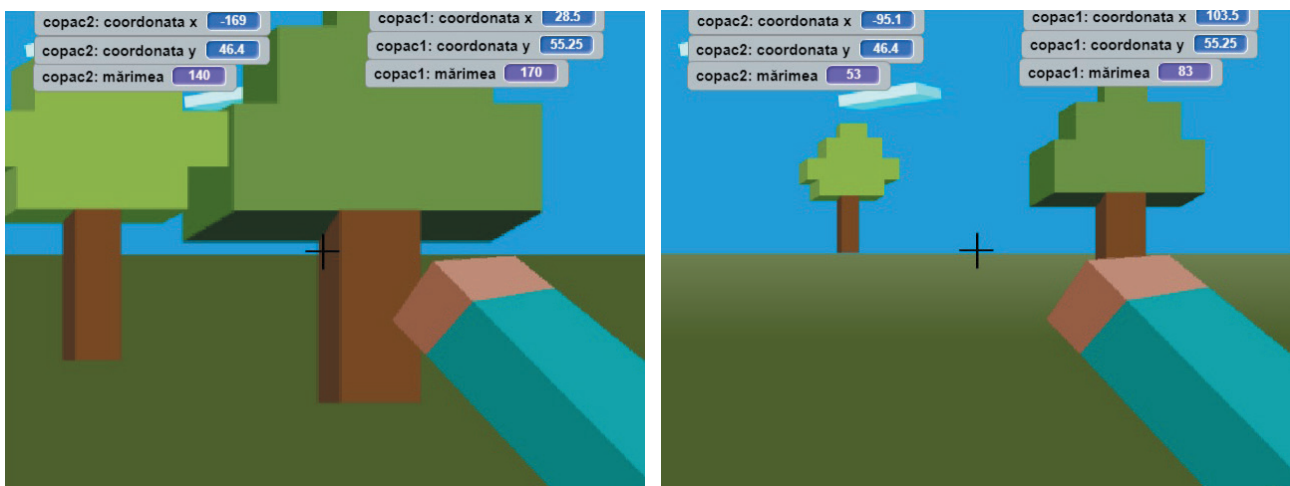 copac2: coordonata x -169
copac2: coordonata y 46.4
copac2: mărimea 140
copac1: coordonata x 28.5
copac1: coordonata y 55.25
copac1: mărimea 170
copac2: coordonata x -95.1
copac2: coordonata y 46.4
copac2: mărimea 53
copac1: coordonata x 103.5
copac1: coordonata y 55.25
copac1: mărimea 83